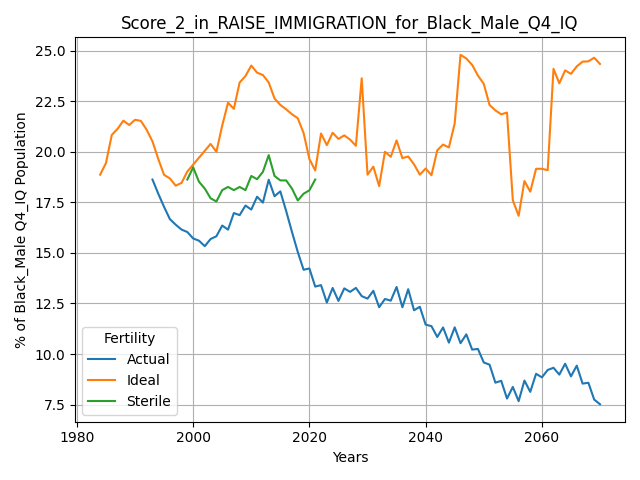 Score_2_in_RAISE_IMMIGRATION_for_Black_Male_Q4_IQ
% of Black_Male Q4_IQ Population
25.0
22.5
20.0
17.5
15.0
12.5
10.0
7.5
Fertility
Actual
Ideal
Sterile
1980
2000
2020
2040
2060
Years